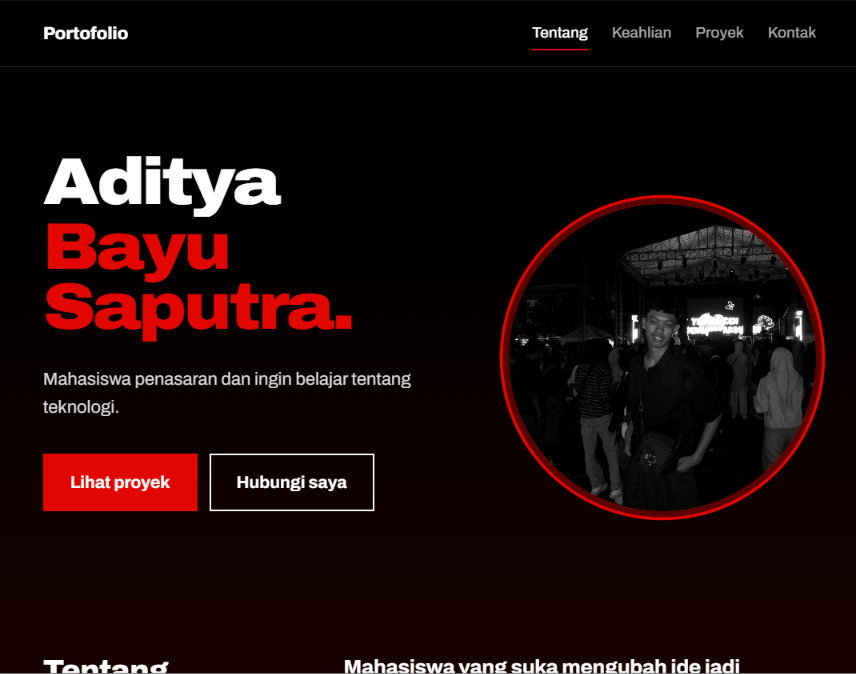 Portofolio
Tentang Keahlian Proyek Kontak
Aditya
Bayu
Saputra.
Mahasiswa penasaran dan ingin belajar tentang
teknologi.
Lihat proyek Hubungi saya
Tentang
Mahasiswa yang suka mengubah ide jadi